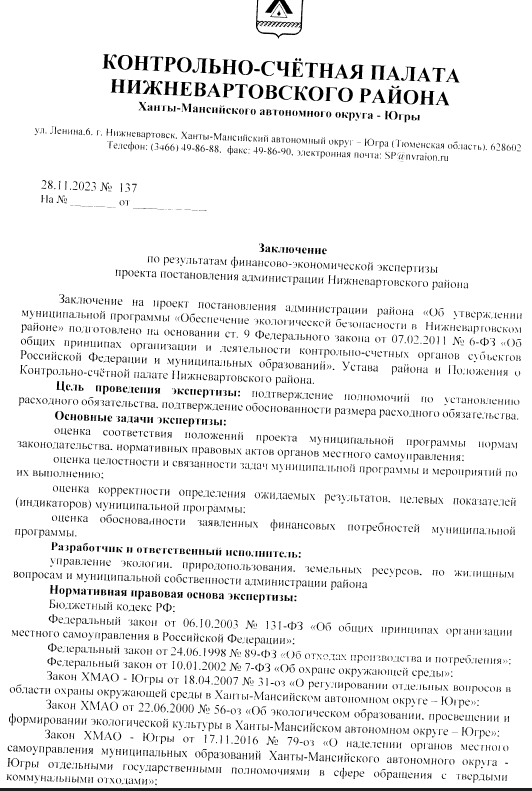 КОНТРОЛЬНО-СЧЁТНАЯ ПАЛАТА
НИЖНЕВАРТОВСКОГО РАЙОНА
Ханты-Мансийского автономного округа - Югры
ул. Ленина,6, г. Нижневартовск, Ханты-Мансийский автономный округ – Югра (Тюменская область), 628602
Телефон: (3466) 49-86-88, факс: 49-86-90, электронная почта: SP@nvraion.ru
28.11.2023 № 137
На № ________ от ____________
Заключение
по результатам финансово-экономической экспертизы
проекта постановления администрации Нижневартовского района
Заключение на проект постановления администрации района «Об утверждении
муниципальной программы «Обеспечение экологической безопасности в Нижневартовском
районе» подготовлено на основании ст. 9 Федерального закона от 07.02.2011 № 6-ФЗ «Об
общих принципах организации и деятельности контрольно-счетных органов субъектов
Российской Федерации и муниципальных образований», Устава района и Положения о
Контрольно-счётной палате Нижневартовского района.
Цель проведения экспертизы: подтверждение полномочий по установлению
расходного обязательства, подтверждение обоснованности размера расходного обязательства.
Основные задачи экспертизы:
оценка соответствия положений проекта муниципальной программы нормам
законодательства, нормативных правовых актов органов местного самоуправления;
оценка целостности и связанности задач муниципальной программы и мероприятий по
их выполнению;
оценка корректности определения ожидаемых результатов, целевых показателей
(индикаторов) муниципальной программы;
оценка обоснованности заявленных финансовых потребностей муниципальной
программы.
Разработчик и ответственный исполнитель:
управление экологии, природопользования, земельных ресурсов, по жилищным
вопросам и муниципальной собственности администрации района
Нормативная правовая основа экспертизы:
Бюджетный кодекс РФ;
Федеральный закон от 06.10.2003 № 131-ФЗ «Об общих принципах организации
местного самоуправления в Российской Федерации»;
Федеральный закон от 24.06.1998 № 89-ФЗ «Об отходах производства и потребления»;
Федеральный закон от 10.01.2002 № 7-ФЗ «Об охране окружающей среды»;
Закон ХМАО - Югры от 18.04.2007 № 31-оз «О регулировании отдельных вопросов в
области охраны окружающей среды в Ханты-Мансийском автономном округе – Югре»;
Закон ХМАО от 22.06.2000 № 56-оз «Об экологическом образовании, просвещении и
формировании экологической культуры в Ханты-Мансийском автономном округе – Югре»;
Закон ХМАО - Югры от 17.11.2016 № 79-оз «О наделении органов местного
самоуправления муниципальных образований Ханты-Мансийского автономного округа -
Югры отдельными государственными полномочиями в сфере обращения с твердыми
коммунальными отходами»;